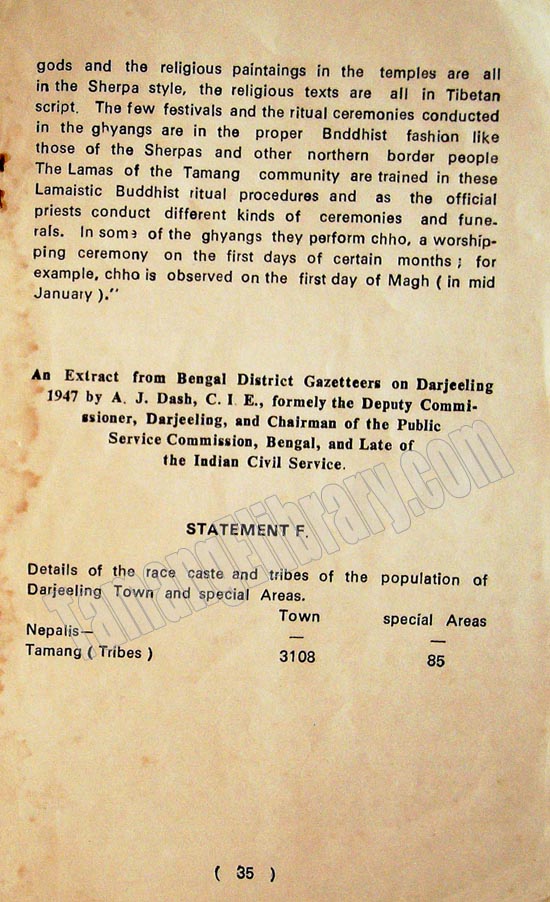 gods and the religious paintaings in the temples are all
in the Sherpa style, the religious texts are all in Tibetan
script. The few festivals and the ritual ceremonies conducted
in the ghyangs are in the proper Bnddhist fashion like
those of the Sherpas and other northern border people
The Lamas of the Tamang community are trained in these
Lamaistic Buddhist ritual procedures and as the official
priests conduct different kinds of ceremonies and fune-
rals. In some of the ghyangs they perform chho, a worship-
ping ceremony on the first days of certain months ; for
example, chho is observed on the first day of Magh ( in mid
January )."
An Extract from Bengal District Gazetteers on Darjeeling
1947 by A. J. Dash, C. I E., formely the Deputy Commi-
ssioner, Darjeeling, and Chairman of the Public
Service Commission, Bengal, and Late of
the Indian Civil Service.
STATEMENT F.
Details of the race caste and tribes of the population of
Darjeeling Town and special Areas.
Town special Areas
Nepalis— — —
Tamang ( Tribes ) 3108 85
( 35 )
TamangElibrary.com